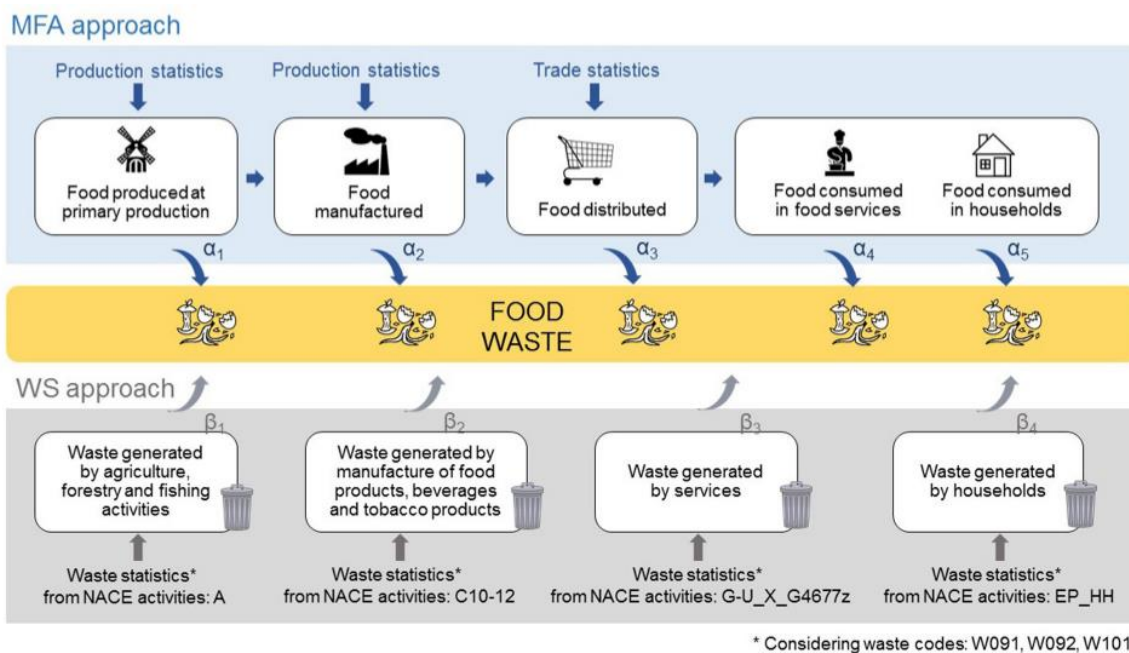 MFA approach
Production statistics
Production statistics
Trade statistics
Food produced at
primary production
Food
manufactured
Food distributed
Food consumed
in food services
Food consumed
in households
α1
α2
α3
α4
α5
FOOD
WASTE
WS approach
β1
β2
β3
β4
Waste generated
by agriculture,
forestry and fishing
activities
Waste generated by
manufacture of food
products, beverages
and tobacco products
Waste generated
by services
Waste generated
by households
Waste statistics*
from NACE activities: A
Waste statistics*
from NACE activities: C10-12
Waste statistics*
from NACE activities: G-U_X_G4677z
Waste statistics*
from NACE activities: EP_HH
* Considering waste codes: W091, W092, W101